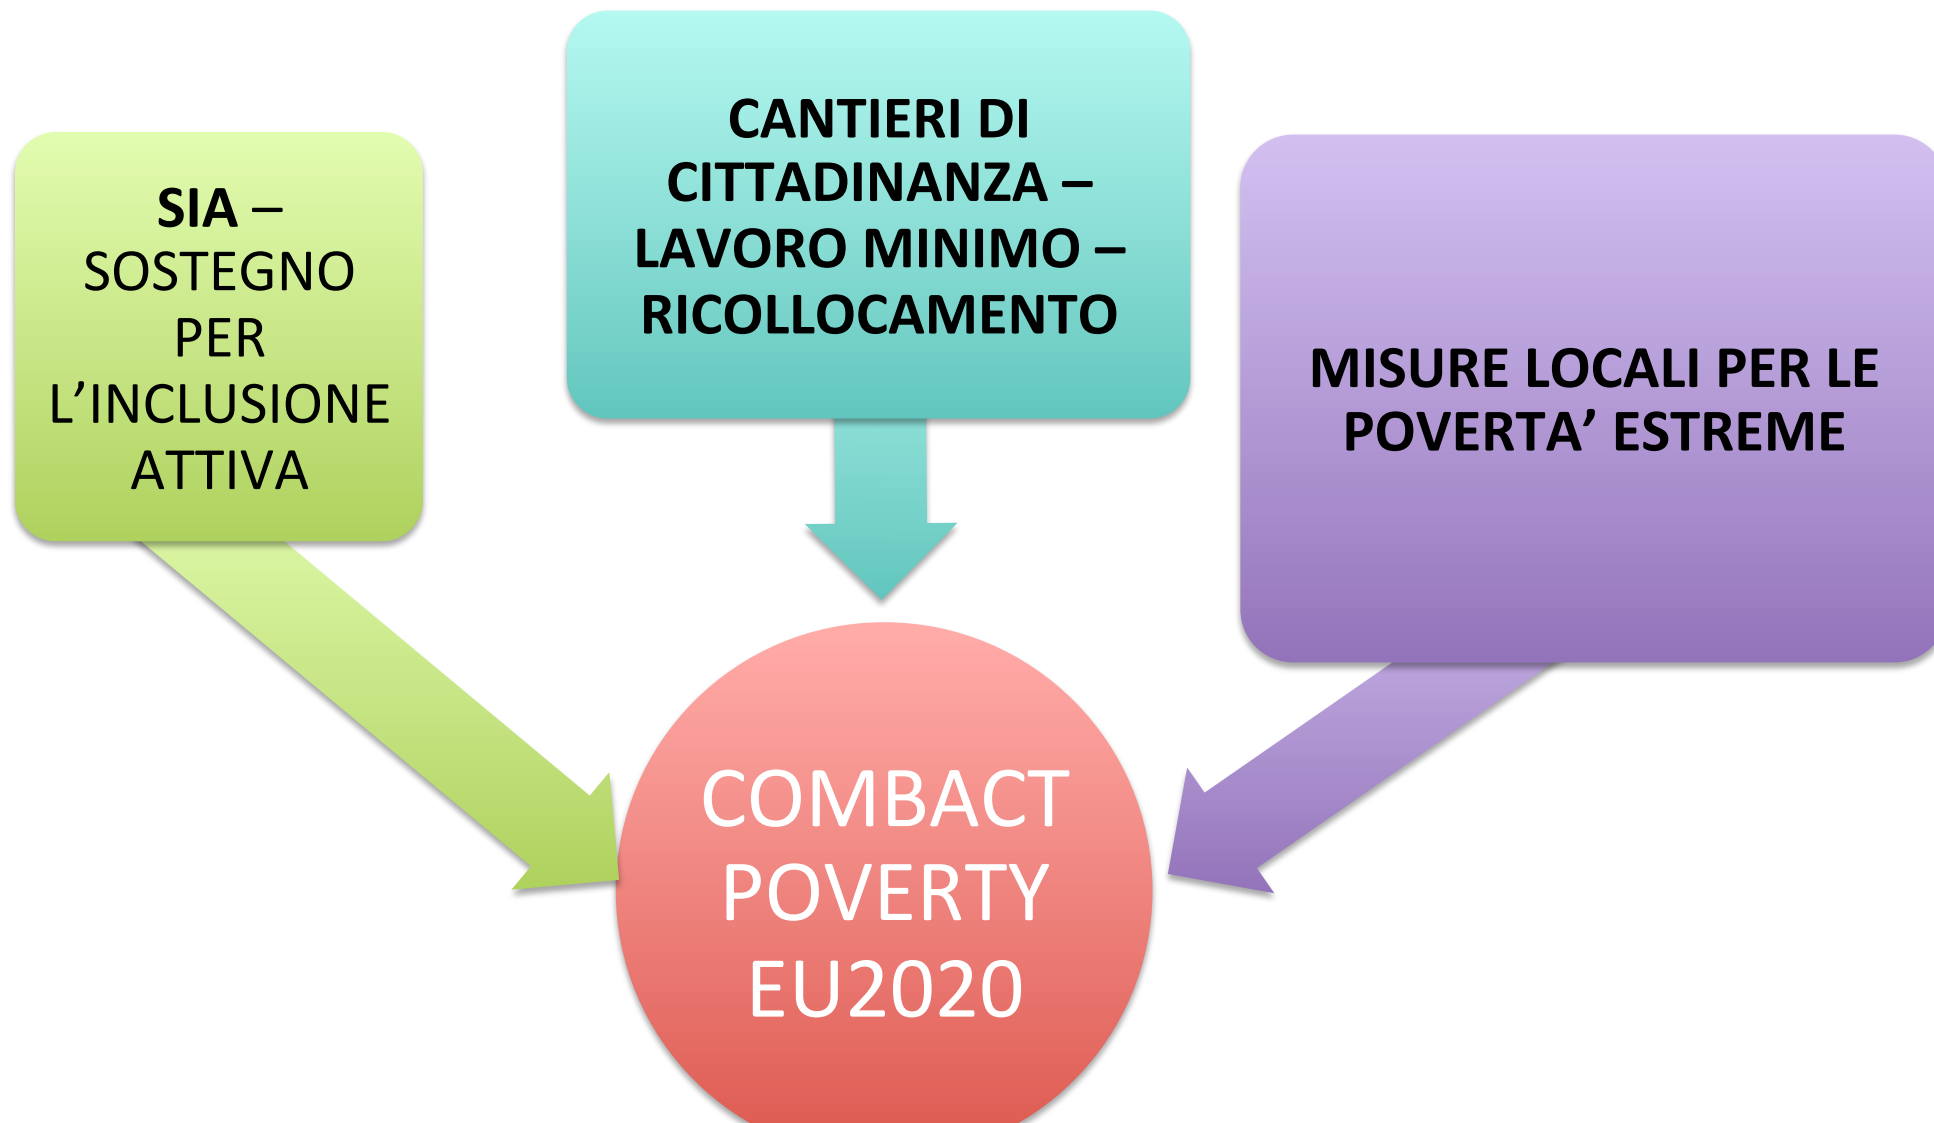 SIA –
SOSTEGNO
PER
L’INCLUSIONE
ATTIVA
CANTIERI DI
CITTADINANZA –
LAVORO MINIMO –
RICOLLOCAMENTO
MISURE LOCALI PER LE
POVERTA’ ESTREME
COMBACT
POVERTY
EU2020